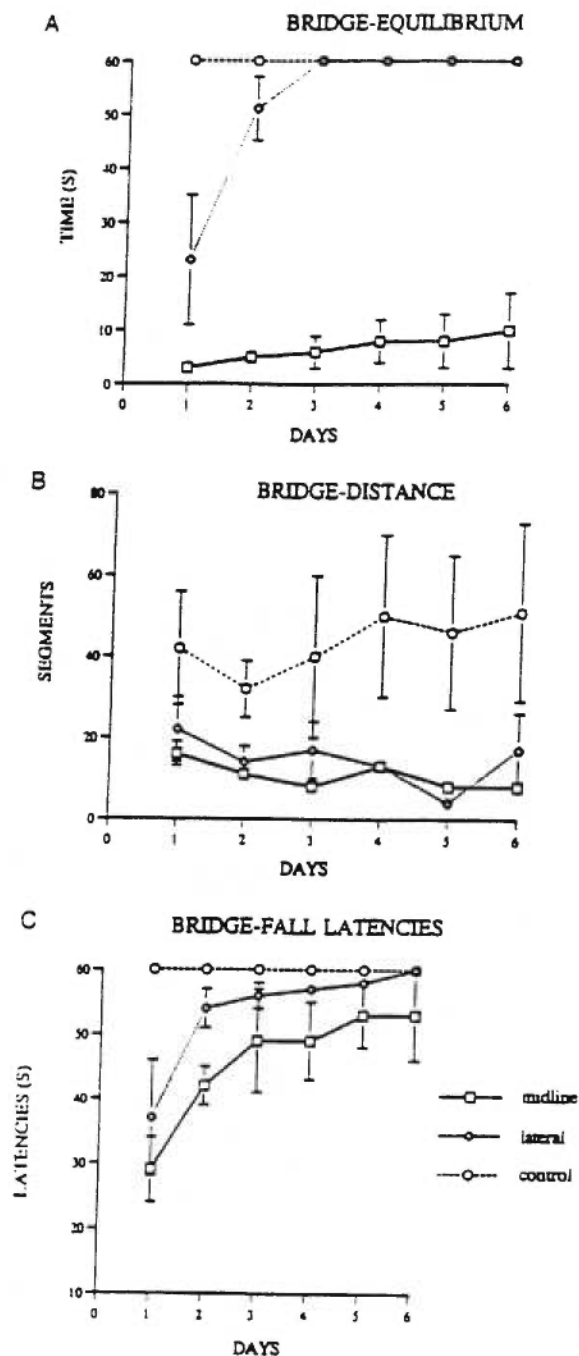 A
BRIDGE-EQUILIBRIUM
60
50
40
30
20
10
0
TIME (S)
0 1 2 3 4 5 6
DAYS
B
BRIDGE-DISTANCE
80
60
40
20
0
SEGMENTS
0 1 2 3 4 5 6
DAYS
C
BRIDGE-FALL LATENCIES
60
50
40
30
20
10
LATENCIES (S)
0 1 2 3 4 5 6
DAYS
midline
lateral
control